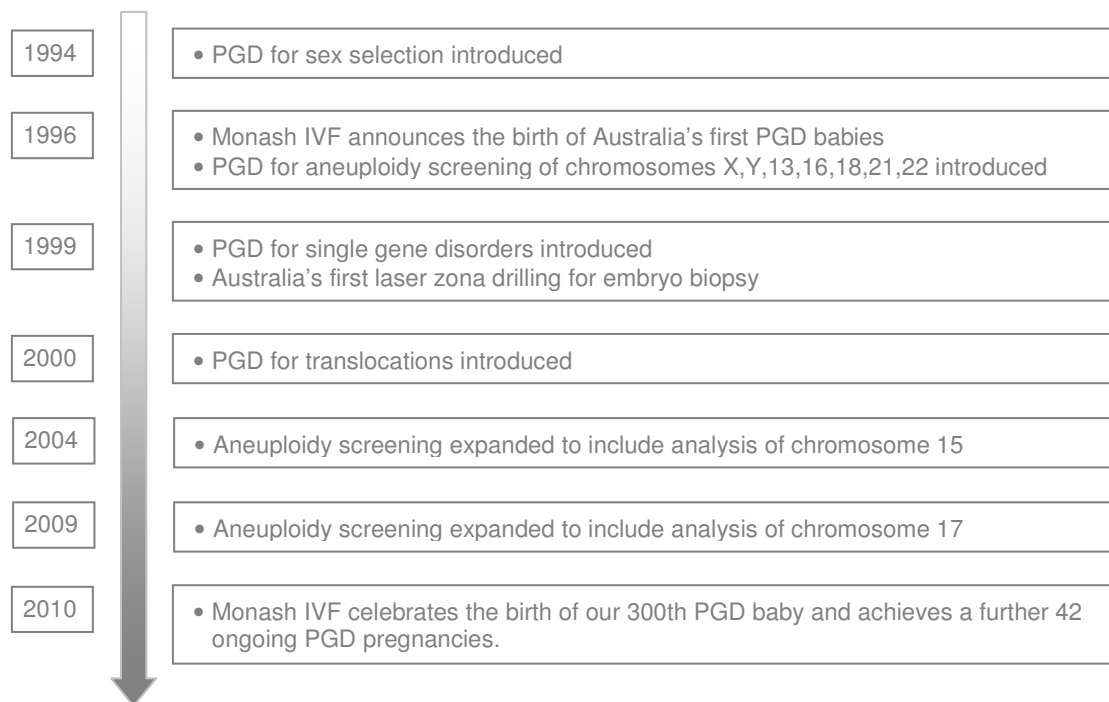 1994
• PGD for sex selection introduced
1996
• Monash IVF announces the birth of Australia's first PGD babies
• PGD for aneuploidy screening of chromosomes X,Y,13,16,18,21,22 introduced
1999
• PGD for single gene disorders introduced
• Australia's first laser zona drilling for embryo biopsy
2000
• PGD for translocations introduced
2004
• Aneuploidy screening expanded to include analysis of chromosome 15
2009
• Aneuploidy screening expanded to include analysis of chromosome 17
2010
• Monash IVF celebrates the birth of our 300th PGD baby and achieves a further 42
ongoing PGD pregnancies.